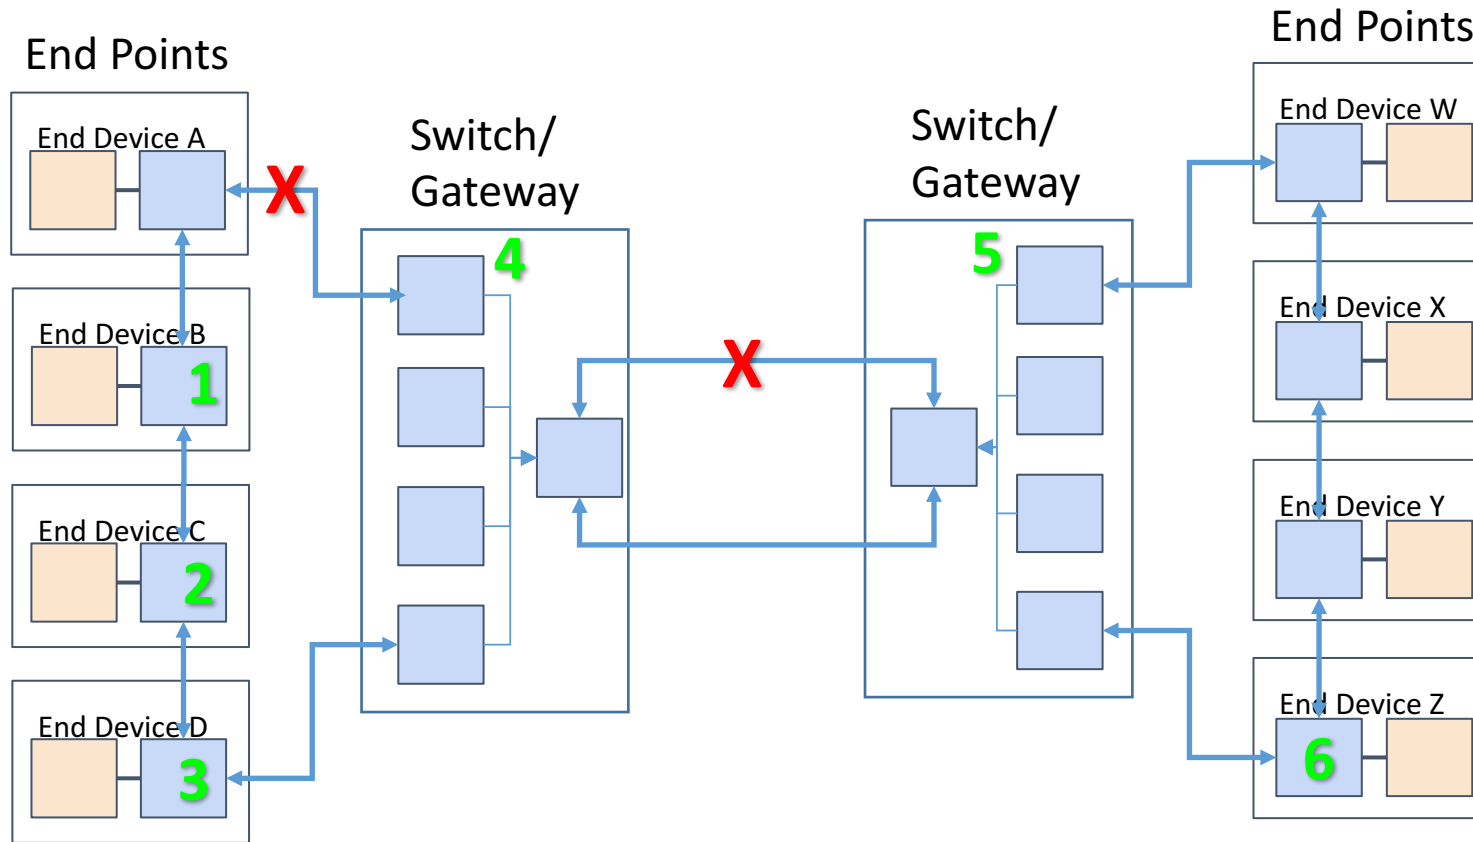 End Points
End Device A
X
End Device B
1
End Device C
2
End Device D
3
Switch/
Gateway
4
X
Switch/
Gateway
5
End Points
End Device W
End Device X
End Device Y
End Device Z
6